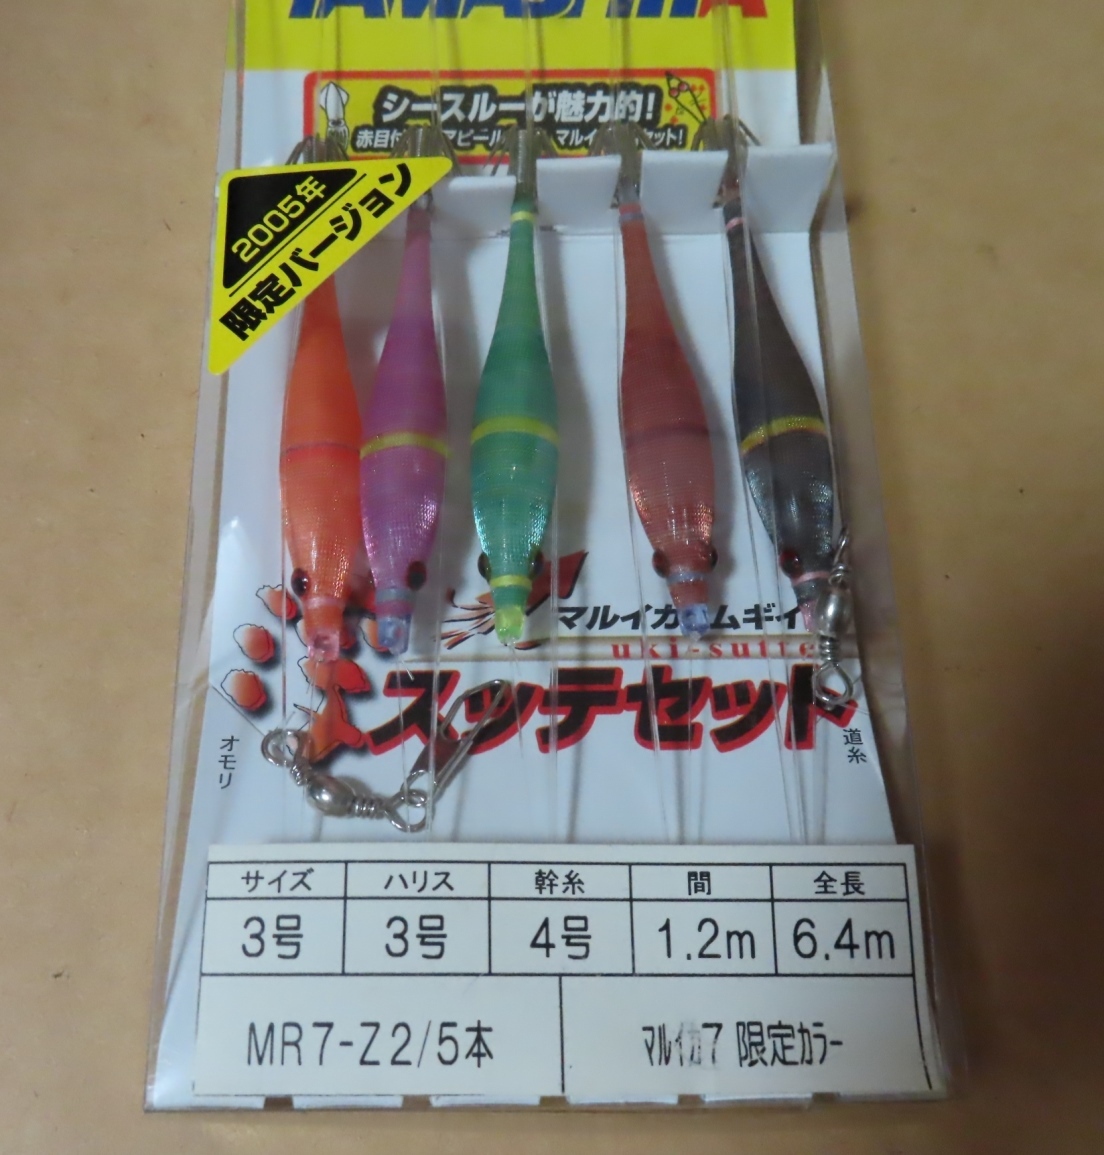 YAMASHITA
シースルーが魅力的!
2005年
限定バージョン
uki-sutte
スッテセット
オモリ
道糸
サイズ ハリス 幹糸 間 全長
3号 3号 4号 1.2m 6.4m
MR7-Z2/5本 ﾏﾙｲｶ7 限定ｶﾗｰ